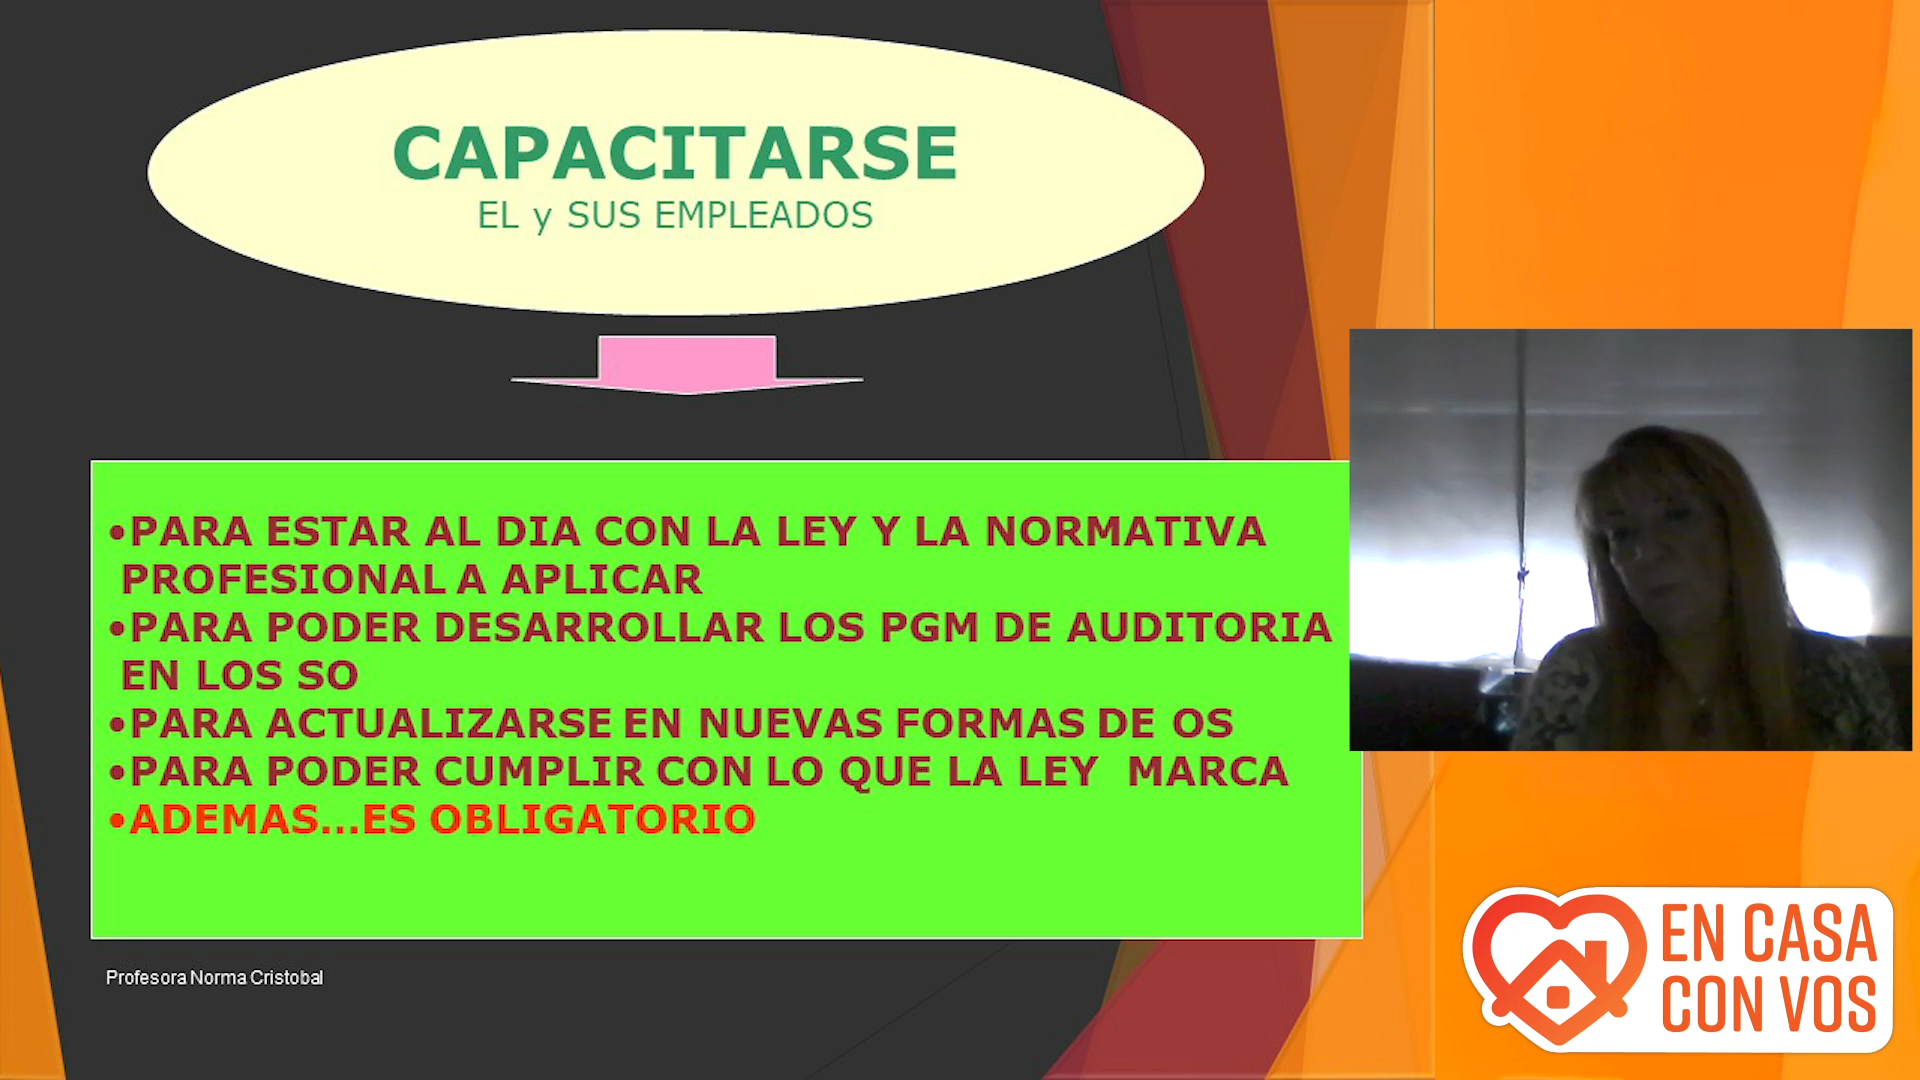 CAPACITARSE
EL y SUS EMPLEADOS
•PARA ESTAR AL DIA CON LA LEY Y LA NORMATIVA
PROFESIONAL A APLICAR
•PARA PODER DESARROLLAR LOS PGM DE AUDITORIA
EN LOS SO
•PARA ACTUALIZARSE EN NUEVAS FORMAS DE OS
•PARA PODER CUMPLIR CON LO QUE LA LEY MARCA
•ADEMAS...ES OBLIGATORIO
Profesora Norma Cristobal
EN CASA
CON VOS